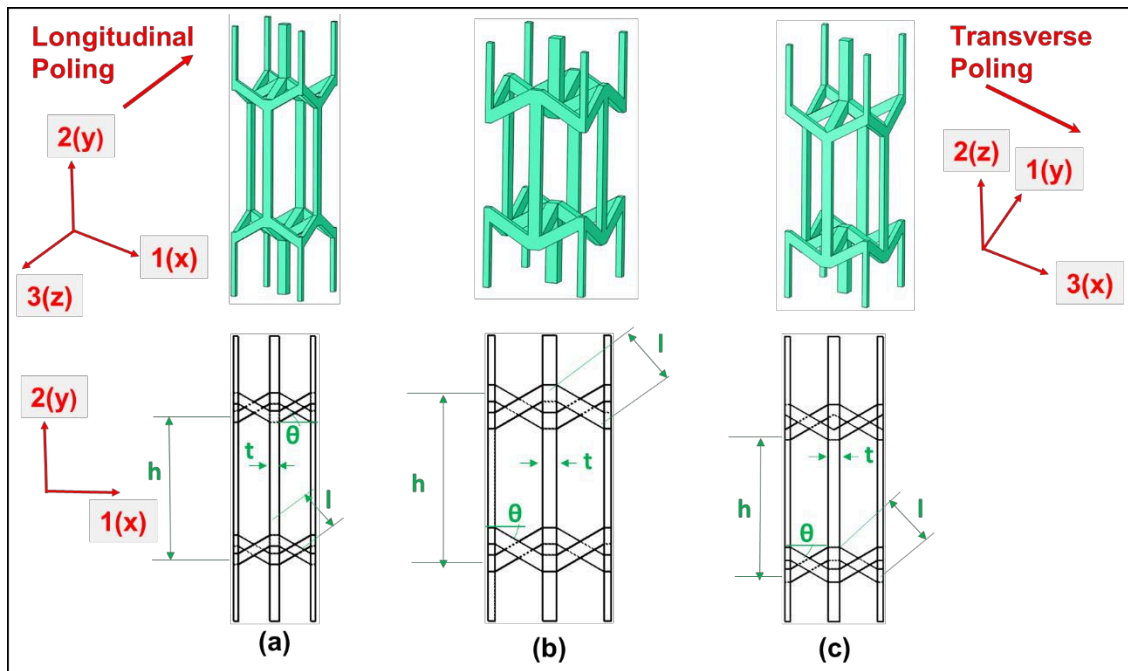 Longitudinal
Poling
2(y)
1(x)
3(z)
Transverse
Poling
2(z)
1(y)
3(x)
2(y)
1(x)
h
t
θ
l
(a)
h
t
θ
l
(b)
h
t
θ
l
(c)